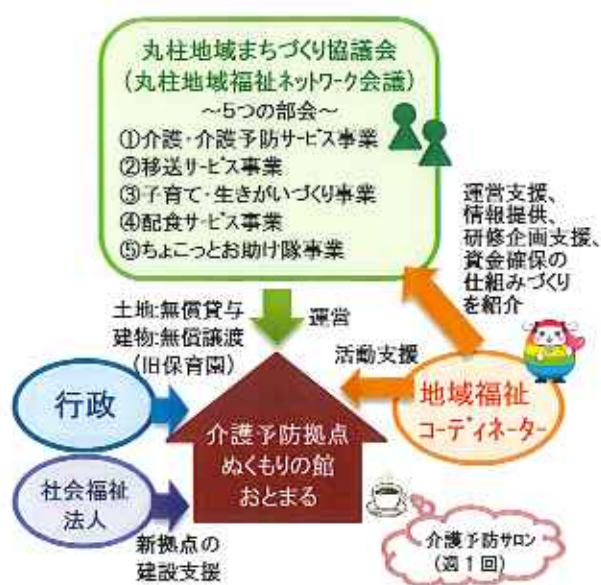 丸柱地域まちづくり協議会
(丸柱地域福祉ネットワーク会議)
～5つの部会～
①介護・介護予防サービス事業
②移送サービス事業
③子育て・生きがいづくり事業
④配食サービス事業
⑤ちょこっとお助け隊事業
運営支援、
情報提供、
研修企画支援、
資金確保の
仕組みづくり
を紹介
土地:無償貸与
建物:無償譲渡
(旧保育園)
運営
活動支援
行政
地域福祉
コーディネーター
介護予防拠点
ぬくもりの館
おとまる
社会福祉
法人
新拠点の
建設支援
介護予防サロン
(週1回)